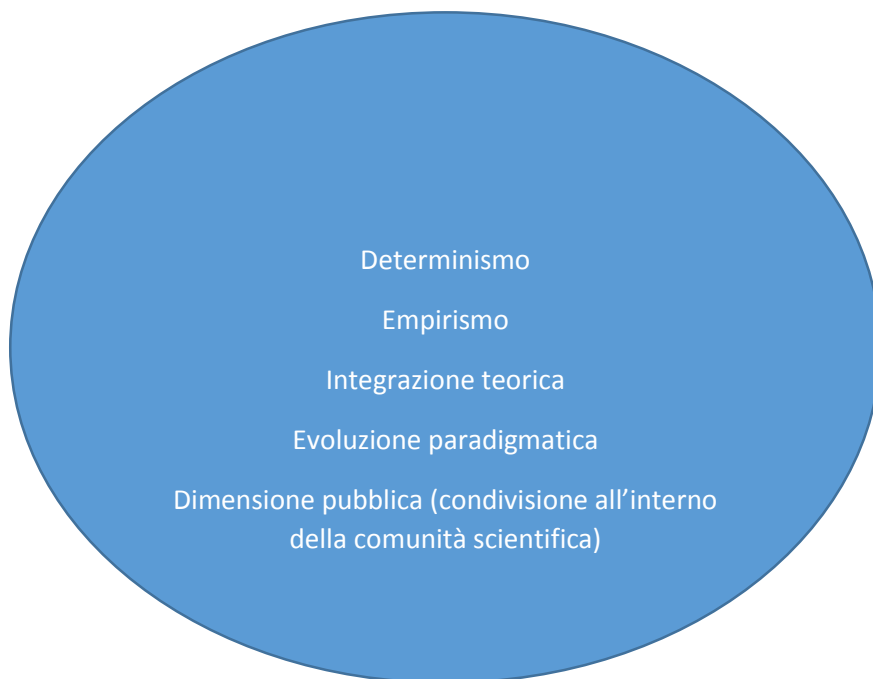 Determinismo
Empirismo
Integrazione teorica
Evoluzione paradigmatica
Dimensione pubblica (condivisione all’interno
della comunità scientifica)